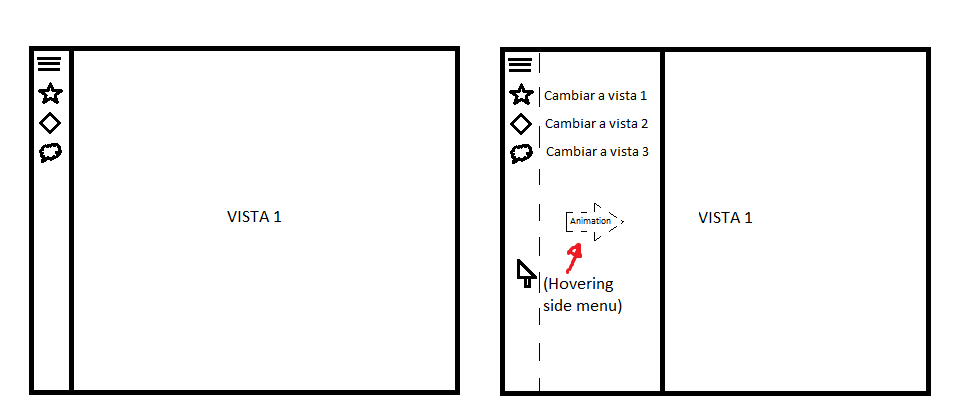 VISTA 1
Cambiar a vista 1
Cambiar a vista 2
Cambiar a vista 3
Animation
VISTA 1
(Hovering
side menu)